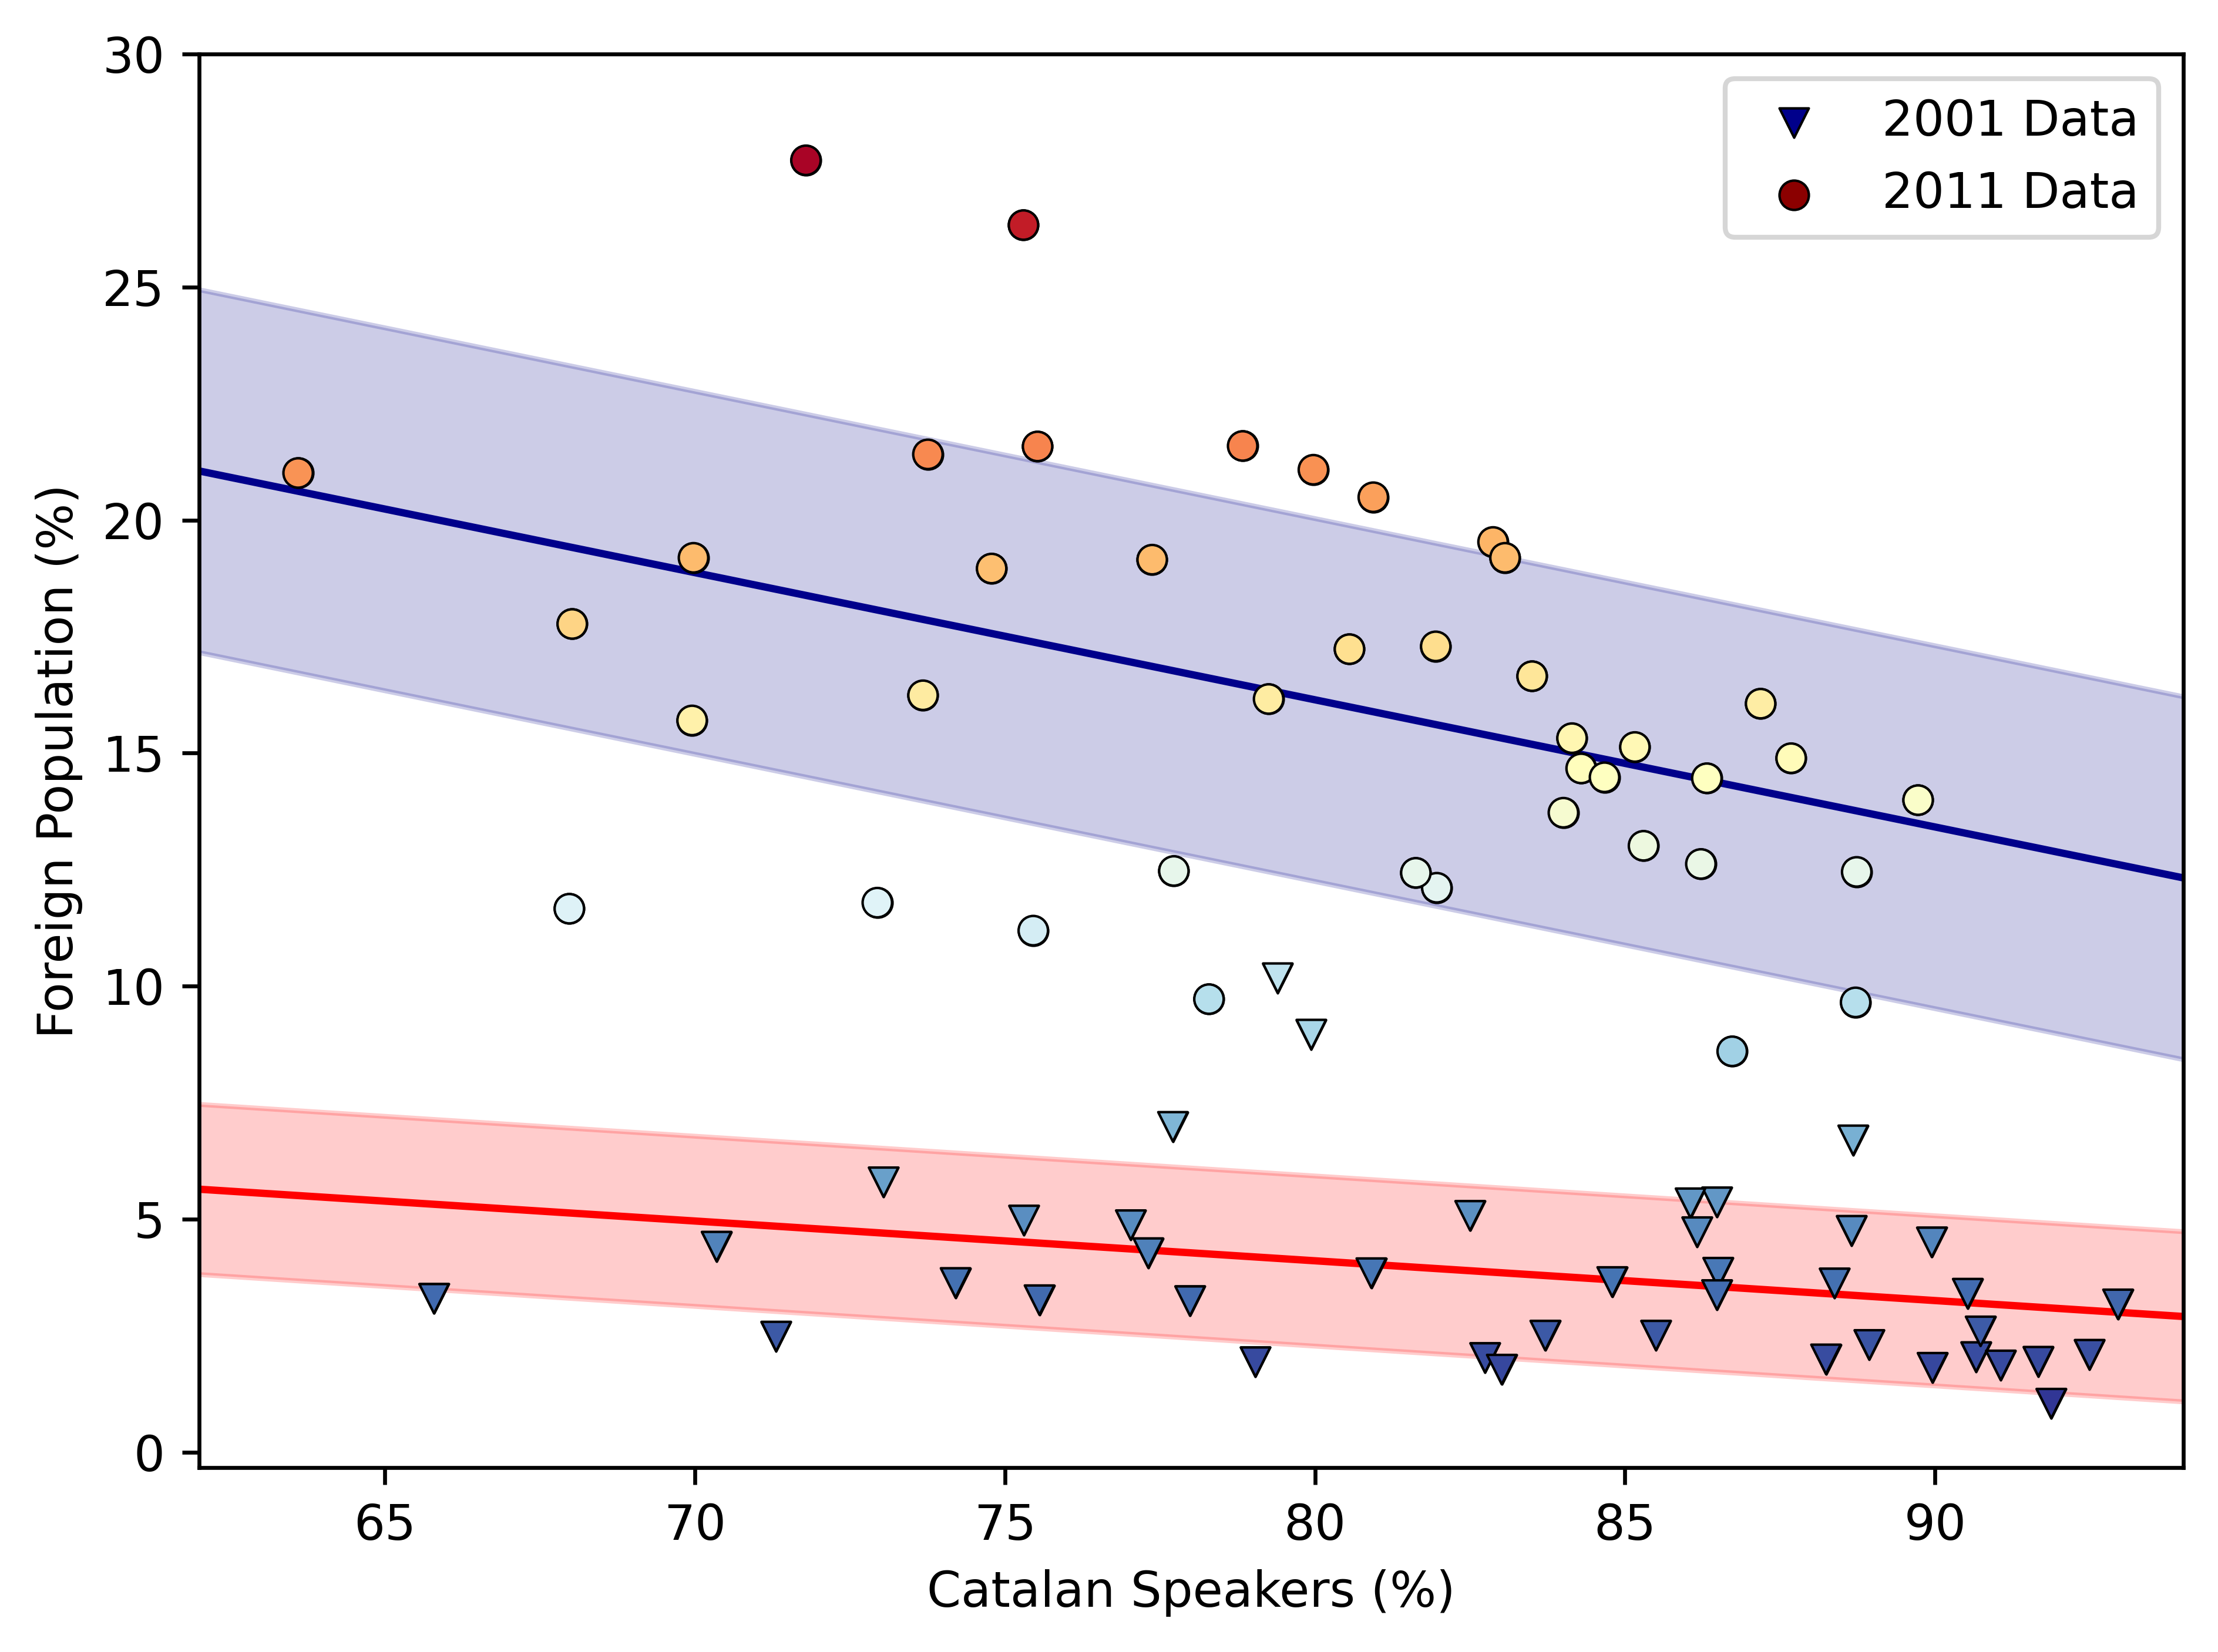 30
25
20
15
10
5
0
Foreign Population (%)
2001 Data
2011 Data
65 70 75 80 85 90
Catalan Speakers (%)